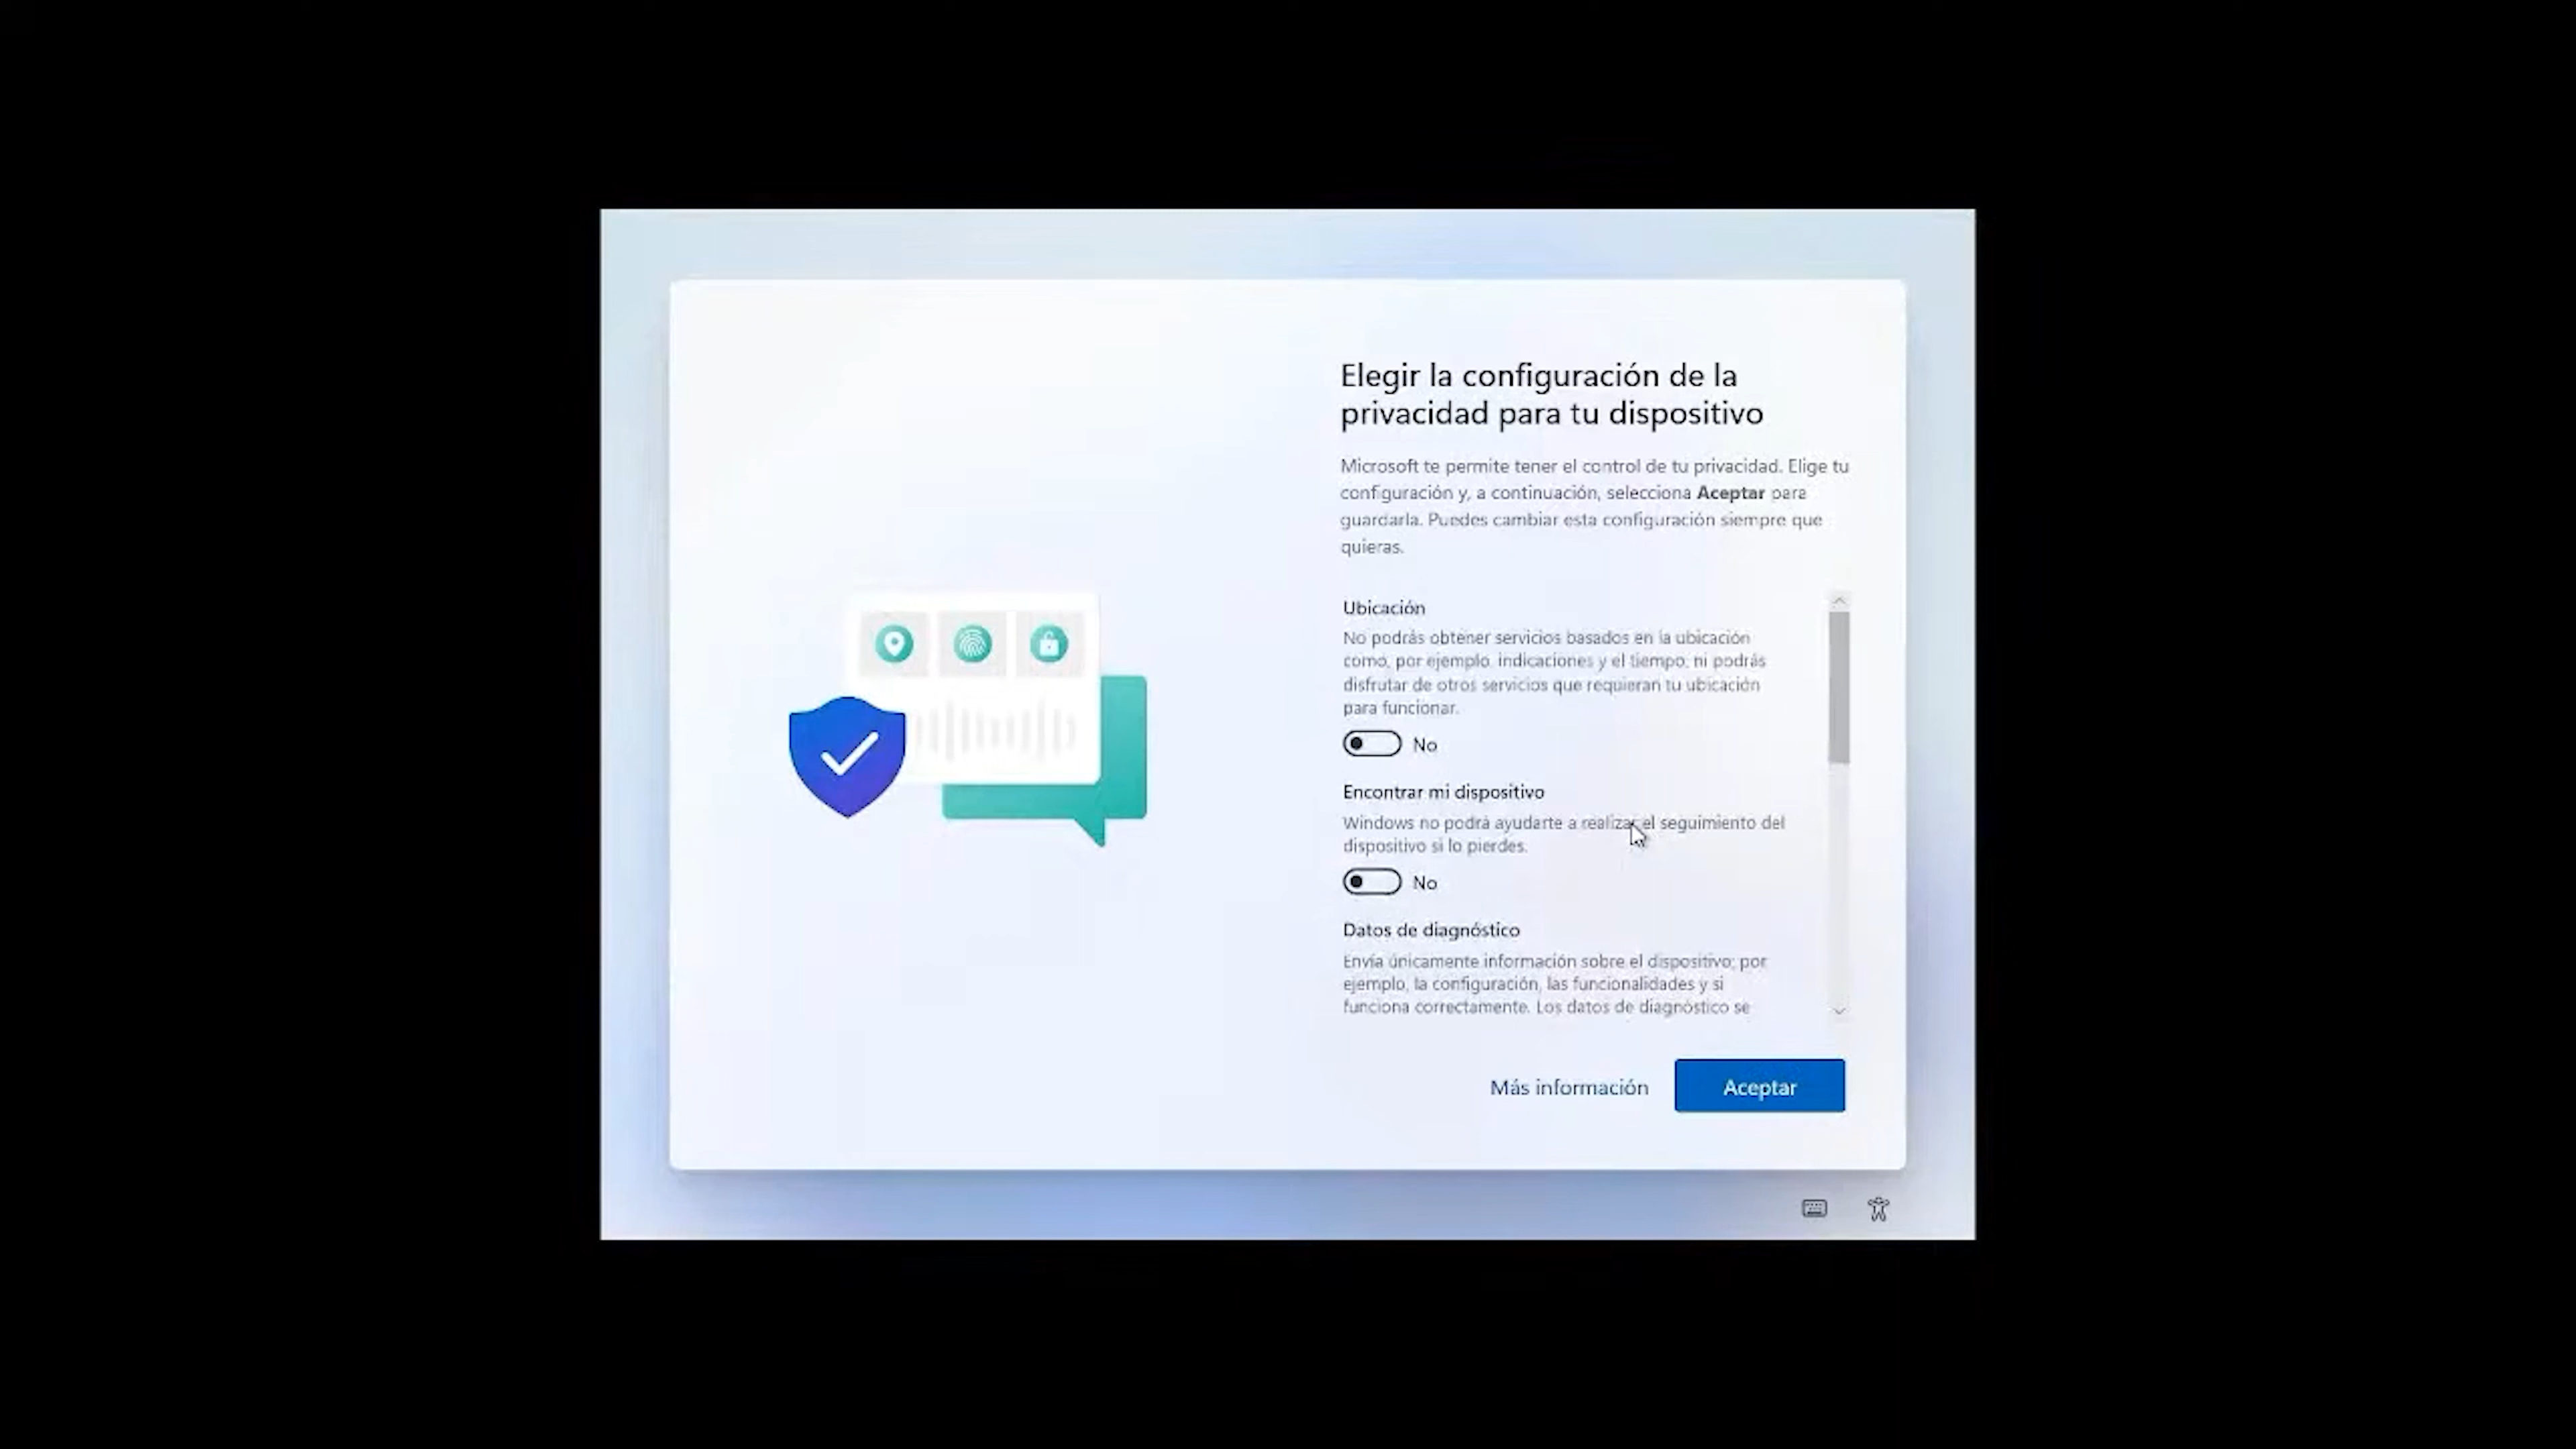 Elegir la configuración de la
privacidad para tu dispositivo
Microsoft te permite tener el control de tu privacidad. Elige tu
configuración y, a continuación, selecciona Aceptar para
guardarla. Puedes cambiar esta configuración siempre que
quieras.
Ubicación
No podrás obtener servicios basados en la ubicación
como, por ejemplo, indicaciones y el tiempo, ni podrás
disfrutar de otros servicios que requieran tu ubicación
para funcionar.
No
Encontrar mi dispositivo
Windows no podrá ayudarte a realizar el seguimiento del
dispositivo si lo pierdes.
No
Datos de diagnóstico
Envía únicamente información sobre el dispositivo; por
ejemplo, la configuración, las funcionalidades y si
funciona correctamente. Los datos de diagnóstico se
Más información
Aceptar